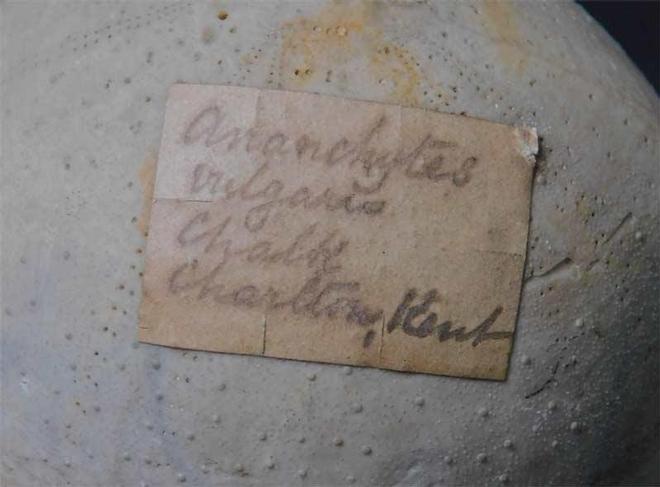 Ananchytes
vulgaris
Chalk
Charlton, Kent